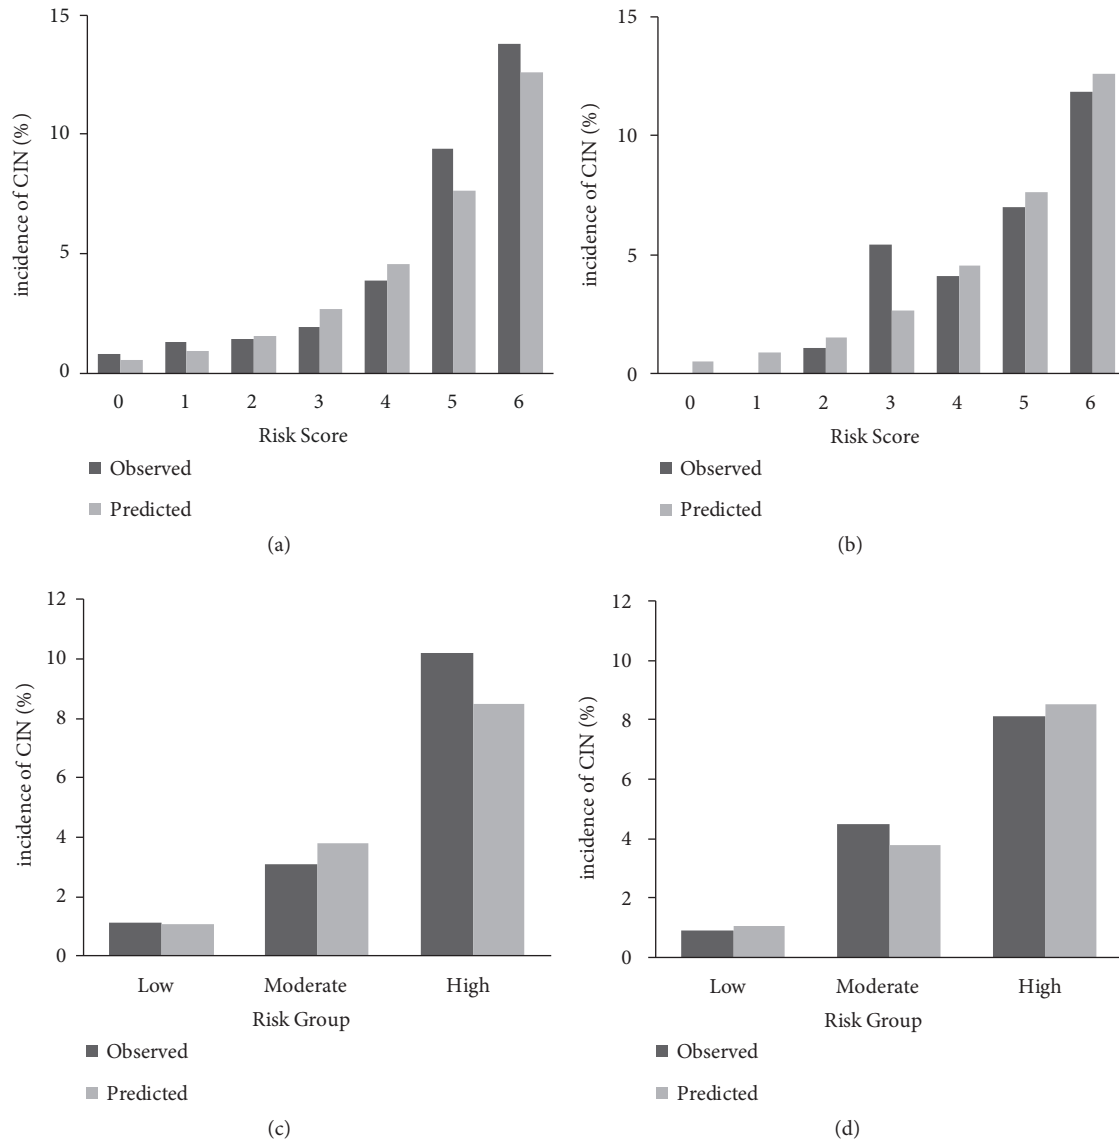 15
10
5
0
incidence of CIN (%)
0 1 2 3 4 5 6
Risk Score
Observed
Predicted
(a)
15
10
5
0
incidence of CIN (%)
0 1 2 3 4 5 6
Risk Score
Observed
Predicted
(b)
12
10
8
6
4
2
0
incidence of CIN (%)
Low Moderate High
Risk Group
Observed
Predicted
(c)
12
10
8
6
4
2
0
incidence of CIN (%)
Low Moderate High
Risk Group
Observed
Predicted
(d)